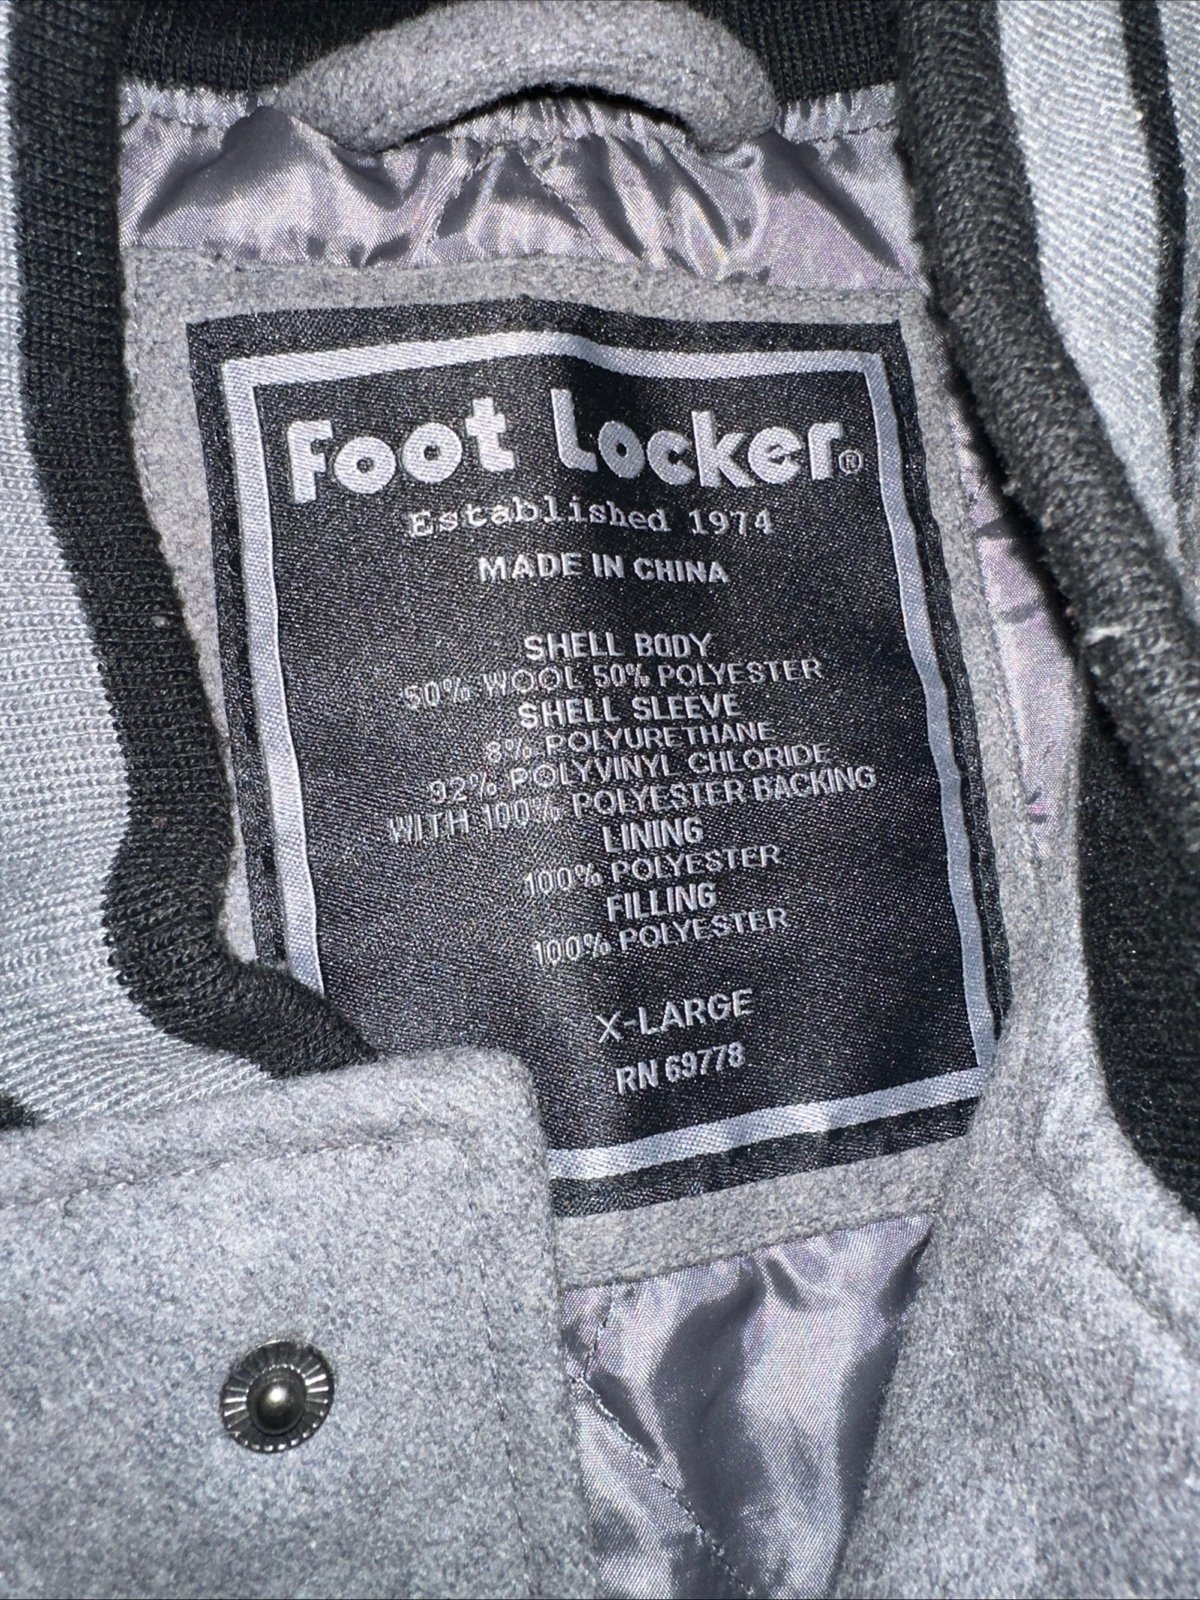 Foot Locker®
Established 1974
MADE IN CHINA
SHELL BODY
50% WOOL 50% POLYESTER
SHELL SLEEVE
8% POLYURETHANE
92% POLYVINYL CHLORIDE
WITH 100% POLYESTER BACKING
LINING
100% POLYESTER
FILLING
100% POLYESTER
X-LARGE
RN 69778